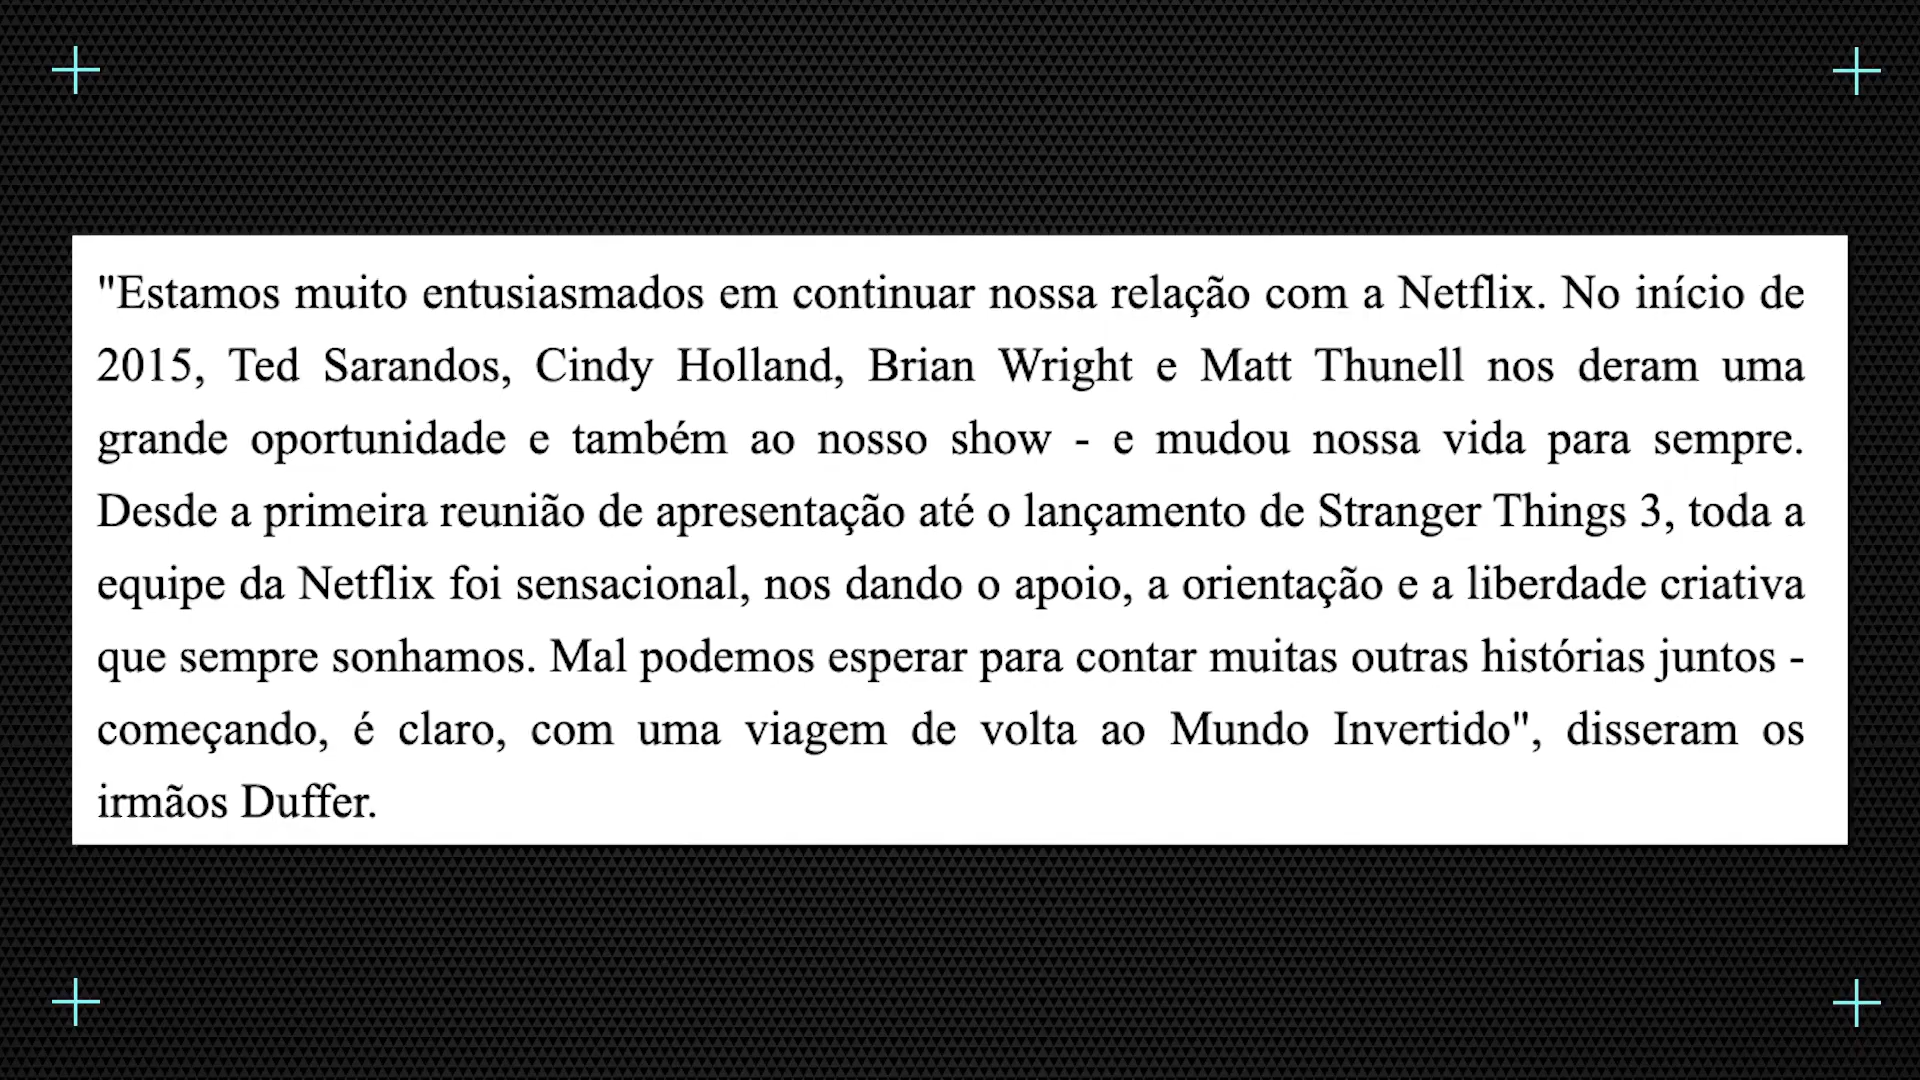 "Estamos muito entusiasmados em continuar nossa relação com a Netflix. No início de
2015, Ted Sarandos, Cindy Holland, Brian Wright e Matt Thunell nos deram uma
grande oportunidade e também ao nosso show - e mudou nossa vida para sempre.
Desde a primeira reunião de apresentação até o lançamento de Stranger Things 3, toda a
equipe da Netflix foi sensacional, nos dando o apoio, a orientação e a liberdade criativa
que sempre sonhamos. Mal podemos esperar para contar muitas outras histórias juntos -
começando, é claro, com uma viagem de volta ao Mundo Invertido", disseram os
irmãos Duffer.